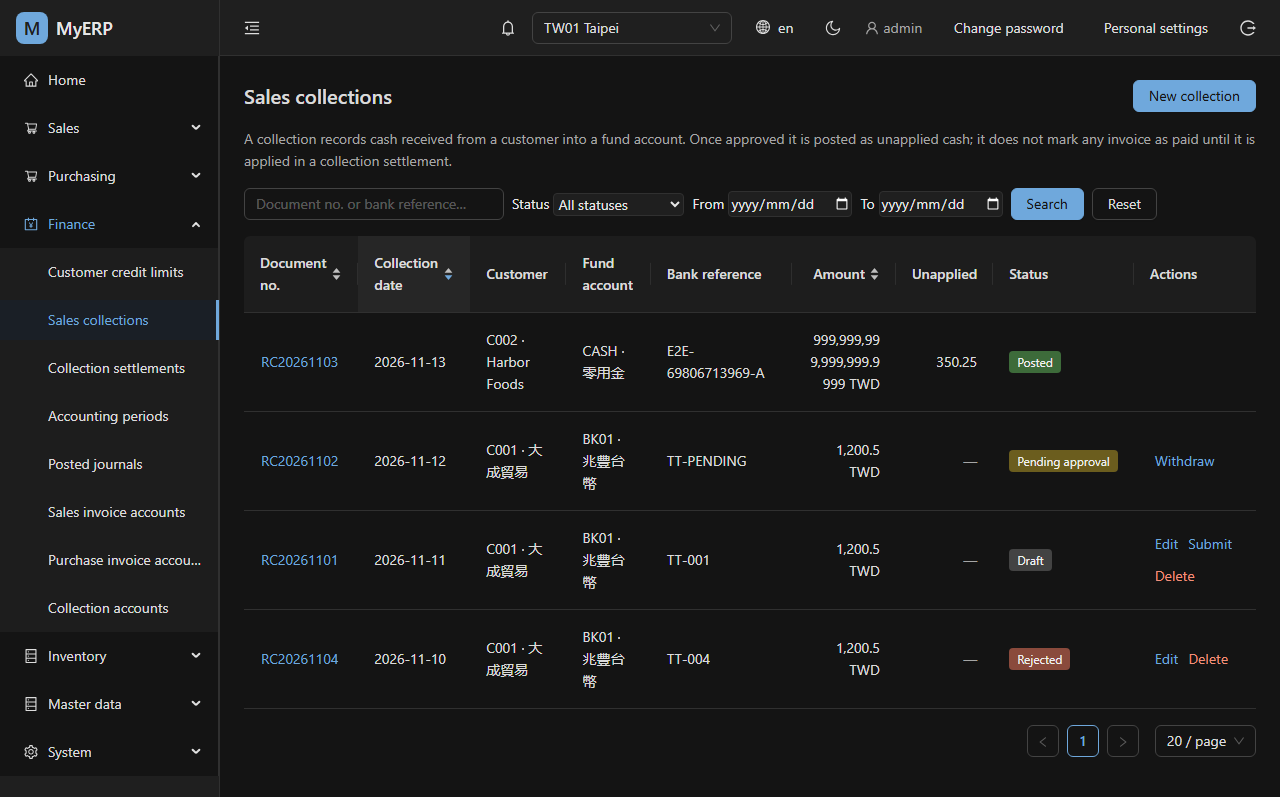 M MyERP
TW01 Taipei
en
admin
Change password
Personal settings
Home
Sales
Purchasing
Finance
Customer credit limits
Sales collections
Collection settlements
Accounting periods
Posted journals
Sales invoice accounts
Purchase invoice accou...
Collection accounts
Inventory
Master data
System
Sales collections
New collection
A collection records cash received from a customer into a fund account. Once approved it is posted as unapplied cash; it does not mark any invoice as paid until it is
applied in a collection settlement.
Document no. or bank reference... Status All statuses From yyyy/mm/dd To yyyy/mm/dd Search Reset
Document
no.
Collection
date
Customer
Fund
account
Bank reference
Amount
Unapplied
Status
Actions
RC20261103
2026-11-13
C002 ·
Harbor
Foods
CASH ·
零用金
E2E-
69806713969-A
999,999,99
9,999,999.9
999 TWD
350.25
Posted
RC20261102
2026-11-12
C001 · 大
成貿易
BK01 ·
兆豐台
幣
TT-PENDING
1,200.5
TWD
—
Pending approval
Withdraw
RC20261101
2026-11-11
C001 · 大
成貿易
BK01 ·
兆豐台
幣
TT-001
1,200.5
TWD
—
Draft
Edit Submit
Delete
RC20261104
2026-11-10
C001 · 大
成貿易
BK01 ·
兆豐台
幣
TT-004
1,200.5
TWD
—
Rejected
Edit Delete
< 1 > 20 / page